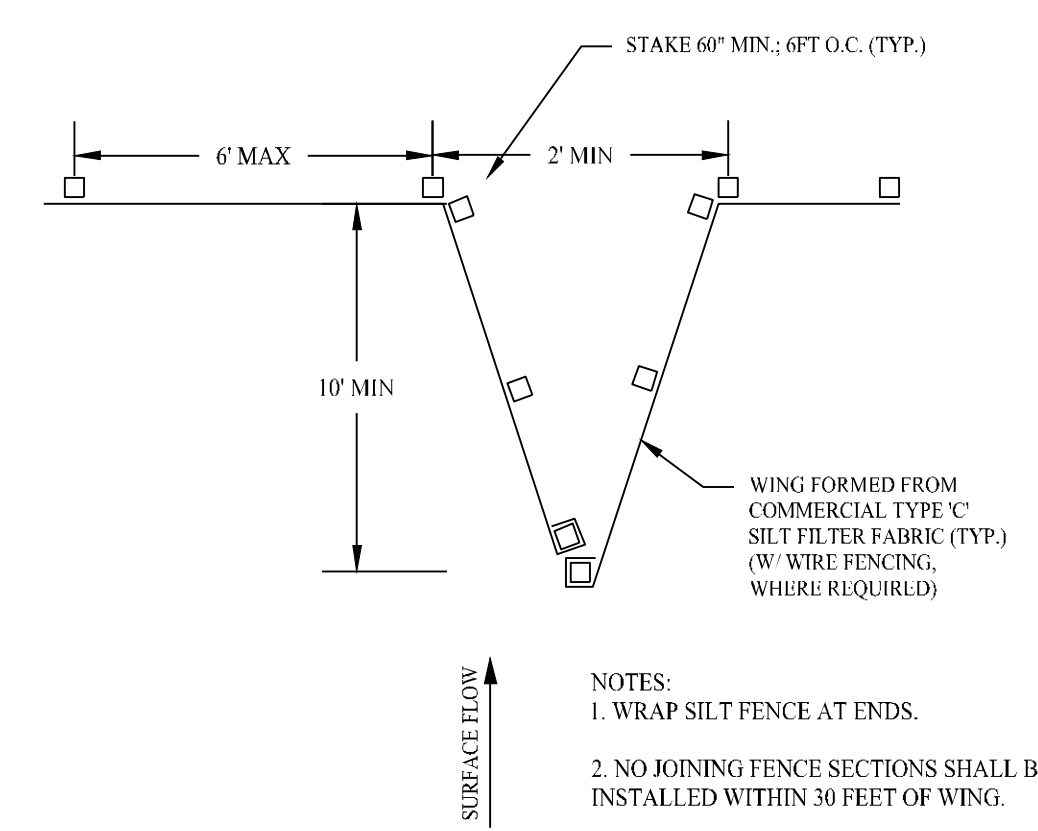 STAKE 60" MIN.; 6FT O.C. (TYP.)
6' MAX
2' MIN
10' MIN
WING FORMED FROM
COMMERCIAL TYPE 'C'
SILT FILTER FABRIC (TYP.)
(W/ WIRE FENCING,
WHERE REQUIRED)
SURFACE FLOW
NOTES:
1. WRAP SILT FENCE AT ENDS.
2. NO JOINING FENCE SECTIONS SHALL B
INSTALLED WITHIN 30 FEET OF WING.